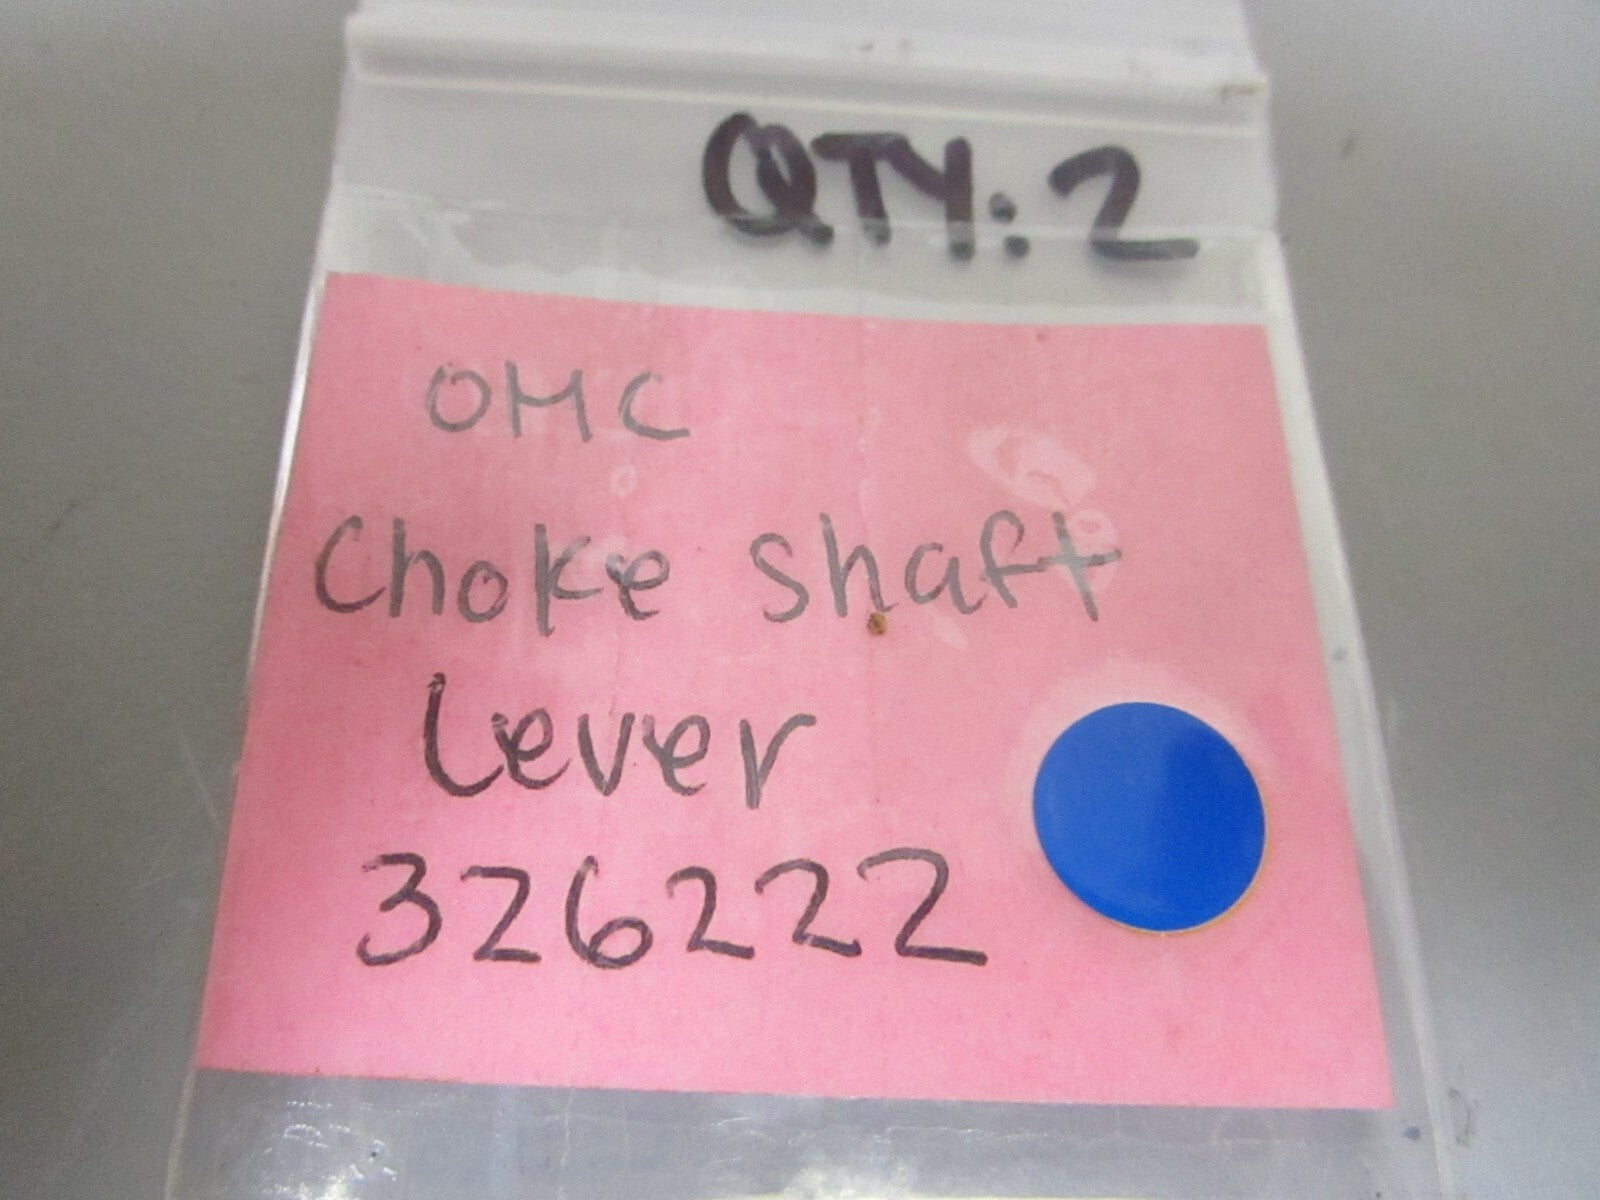 QTY: 2
OMC
Choke shaft
lever
326222